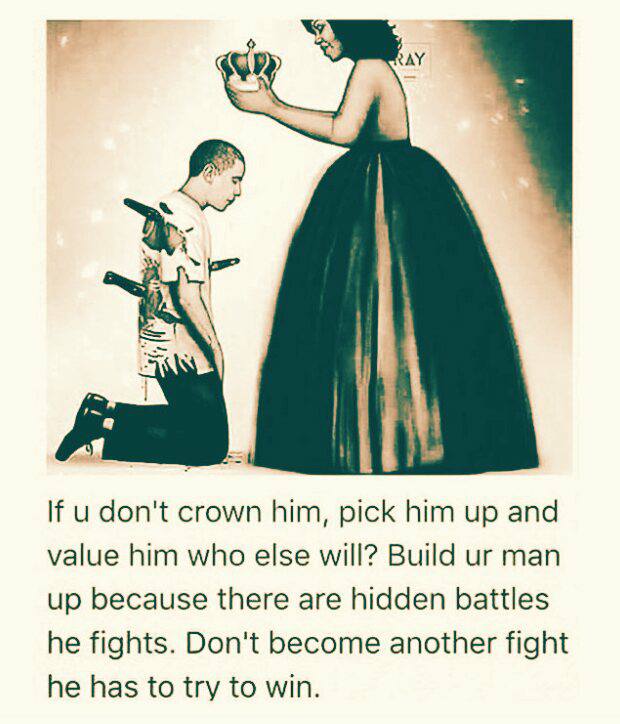 RAY
If u don't crown him, pick him up and
value him who else will? Build ur man
up because there are hidden battles
he fights. Don't become another fight
he has to try to win.